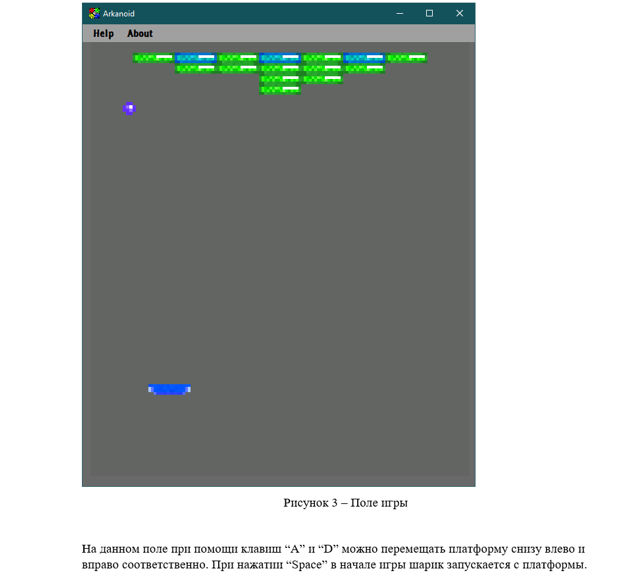 Arkanoid
Help About
Рисунок 3 – Поле игры
На данном поле при помощи клавиш “A” и “D” можно перемещать платформу снизу влево и
вправо соответственно. При нажатии “Space” в начале игры шарик запускается с платформы.